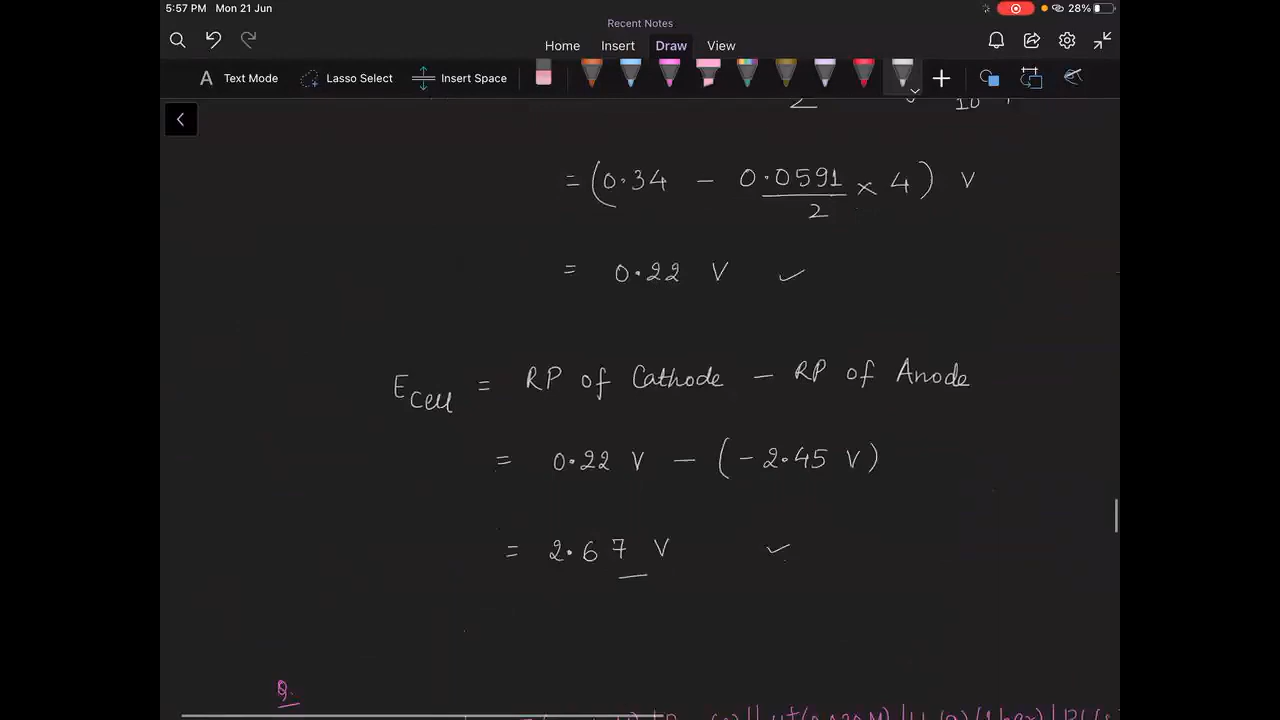 5:57 PM Mon 21 Jun
28%
Recent Notes
Home Insert Draw View
Text Mode Lasso Select Insert Space
2
10
= (0.34 - 0.0591/2 × 4) V
= 0.22 V ✓
E_cell = RP of Cathode - RP of Anode
= 0.22 V - (-2.45 V)
= 2.67 V ✓
Q.